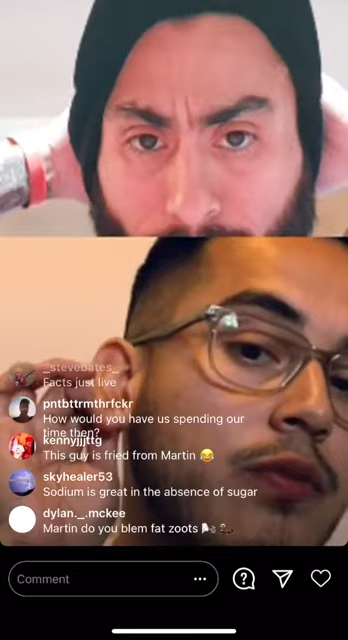 _stevebates_
Facts just live
pntbttrmthrfckr
How would you have us spending our
time then?
kennyjjjttg
This guy is fried from Martin 😂
skyhealer53
Sodium is great in the absence of sugar
dylan._.mckee
Martin do you blem fat zoots
Comment